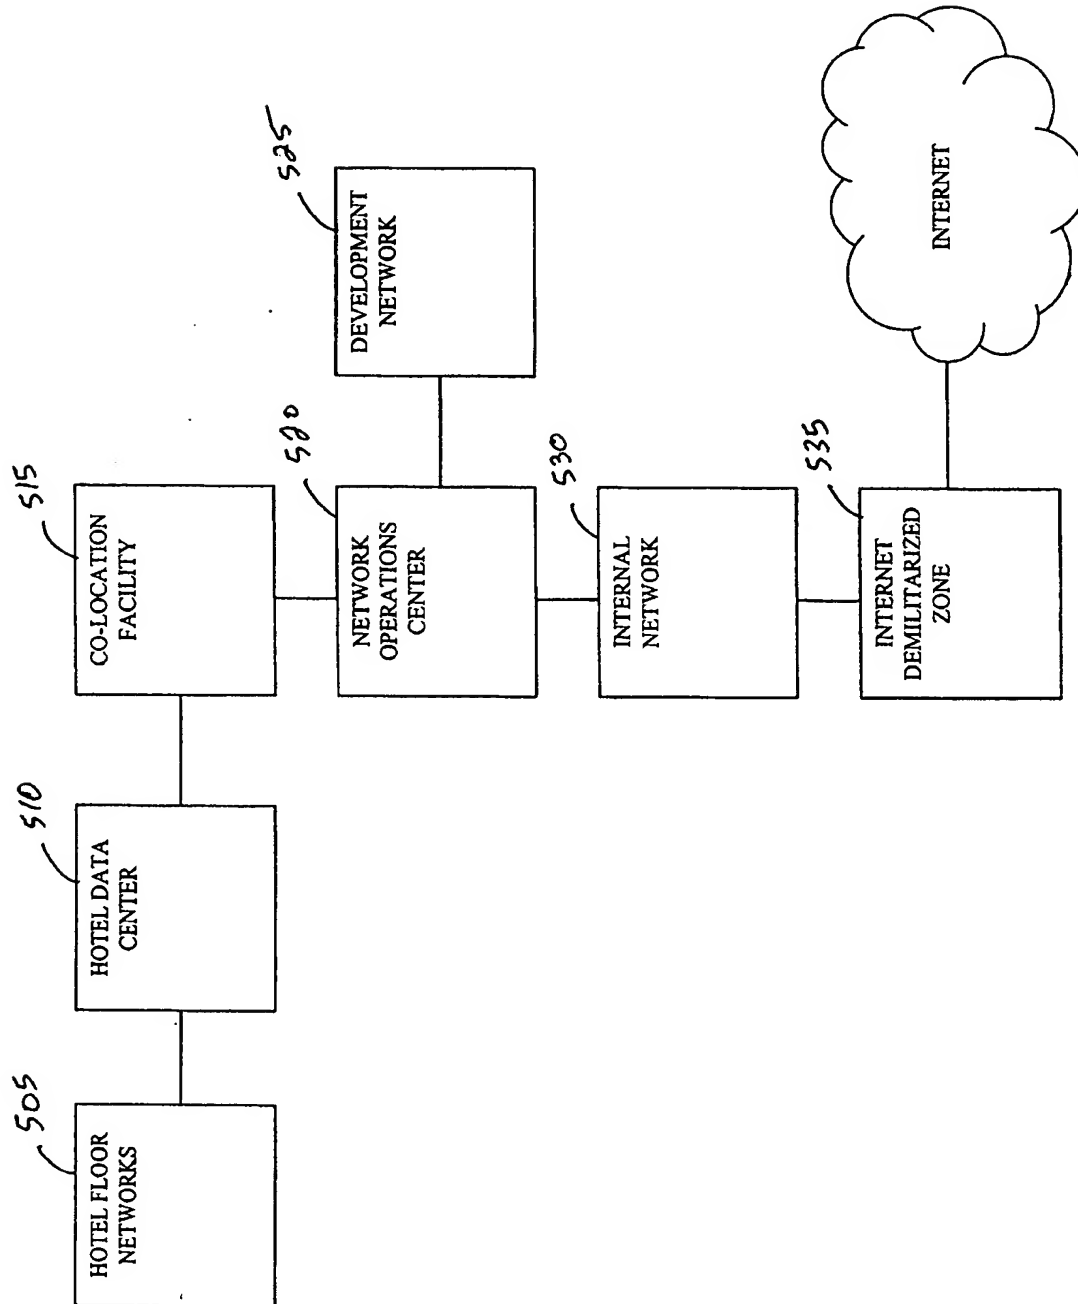 505
HOTEL FLOOR
NETWORKS
510
HOTEL DATA
CENTER
515
CO-LOCATION
FACILITY
520
NETWORK
OPERATIONS
CENTER
525
DEVELOPMENT
NETWORK
530
INTERNAL
NETWORK
535
INTERNET
DEMILITARIZED
ZONE
INTERNET